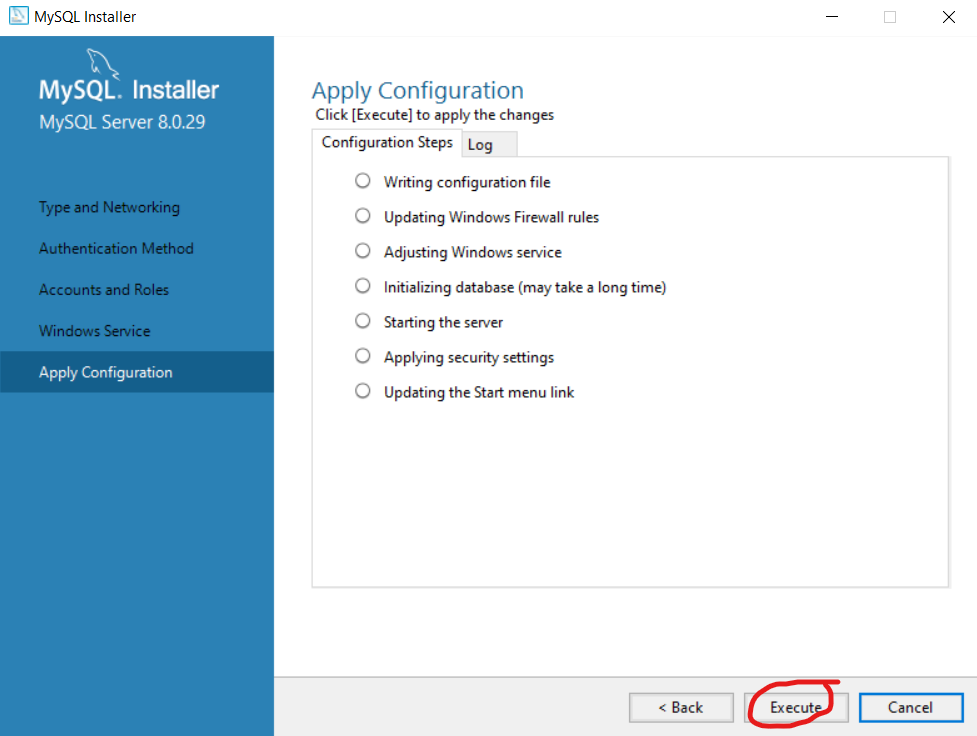 MySQL Installer
MySQL. Installer
MySQL Server 8.0.29
Type and Networking
Authentication Method
Accounts and Roles
Windows Service
Apply Configuration
Apply Configuration
Click [Execute] to apply the changes
Configuration Steps Log
Writing configuration file
Updating Windows Firewall rules
Adjusting Windows service
Initializing database (may take a long time)
Starting the server
Applying security settings
Updating the Start menu link
< Back Execute Cancel